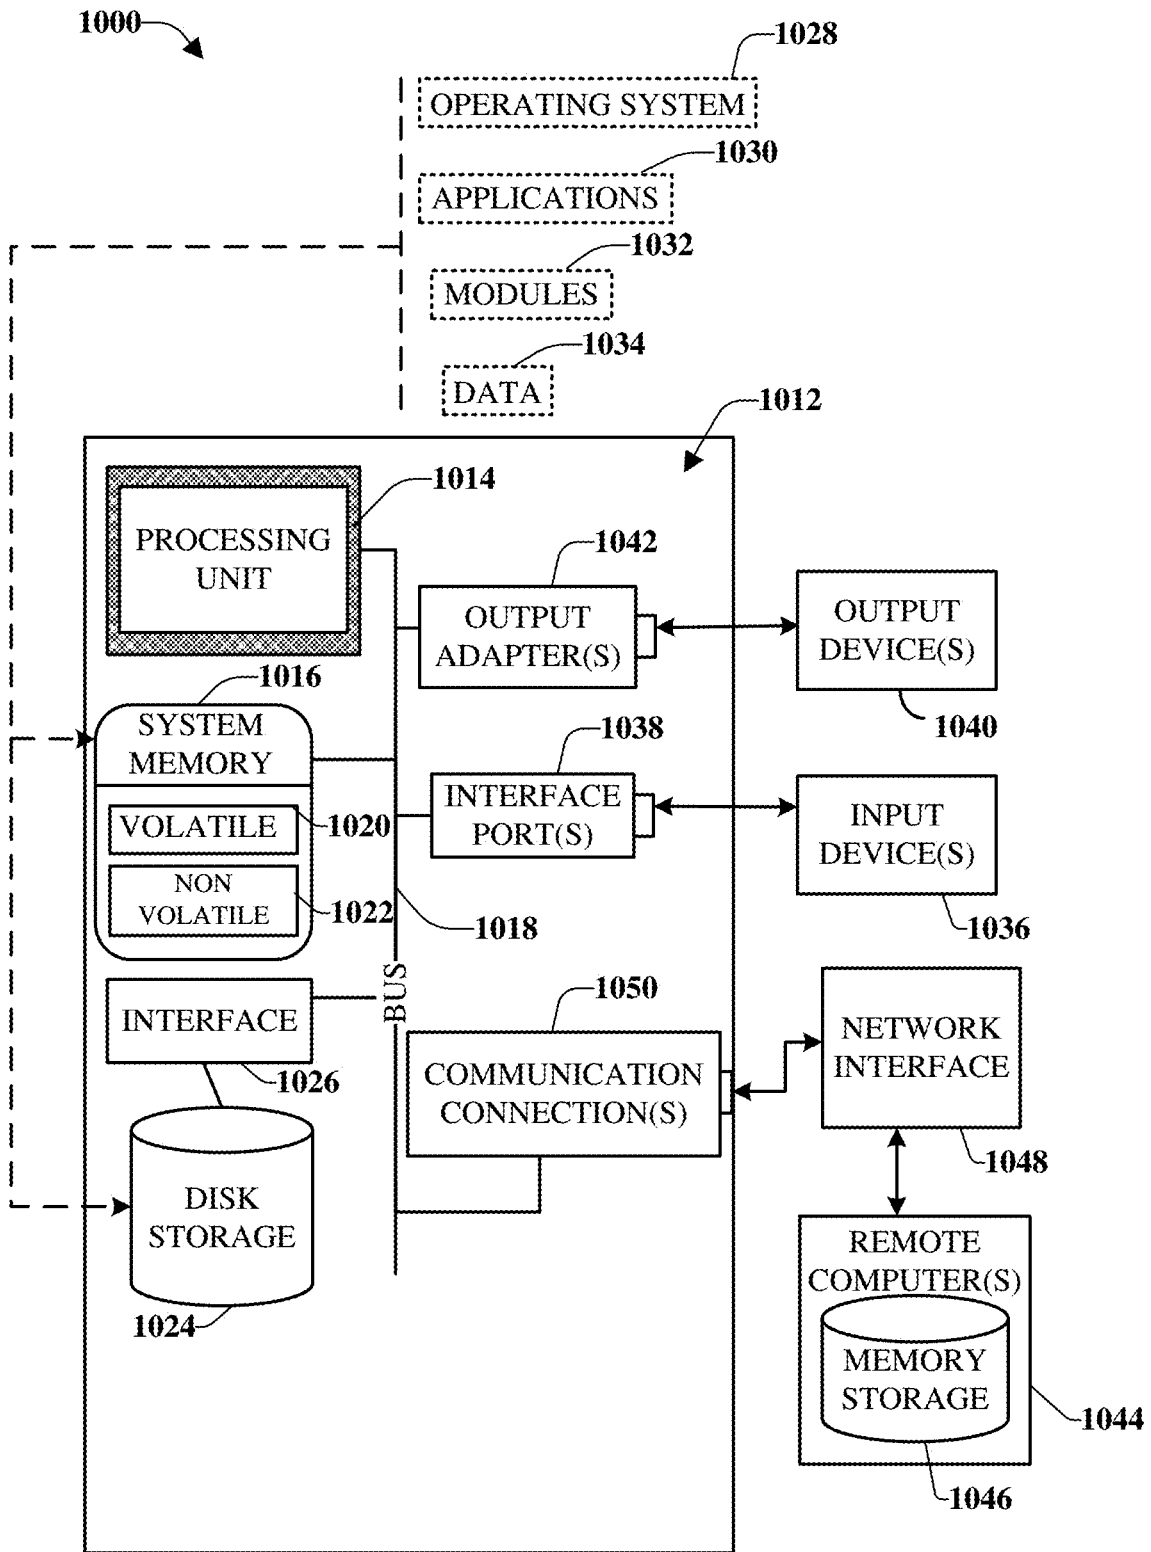 1000
1028
OPERATING SYSTEM
1030
APPLICATIONS
1032
MODULES
1034
DATA
1012
1014
PROCESSING
UNIT
1042
OUTPUT
ADAPTER(S)
OUTPUT
DEVICE(S)
1040
1016
SYSTEM
MEMORY
1038
INTERFACE
PORT(S)
INPUT
DEVICE(S)
1036
VOLATILE
1020
NON
VOLATILE
1022
1018
BUS
INTERFACE
1026
1050
COMMUNICATION
CONNECTION(S)
NETWORK
INTERFACE
1048
DISK
STORAGE
1024
REMOTE
COMPUTER(S)
MEMORY
STORAGE
1044
1046